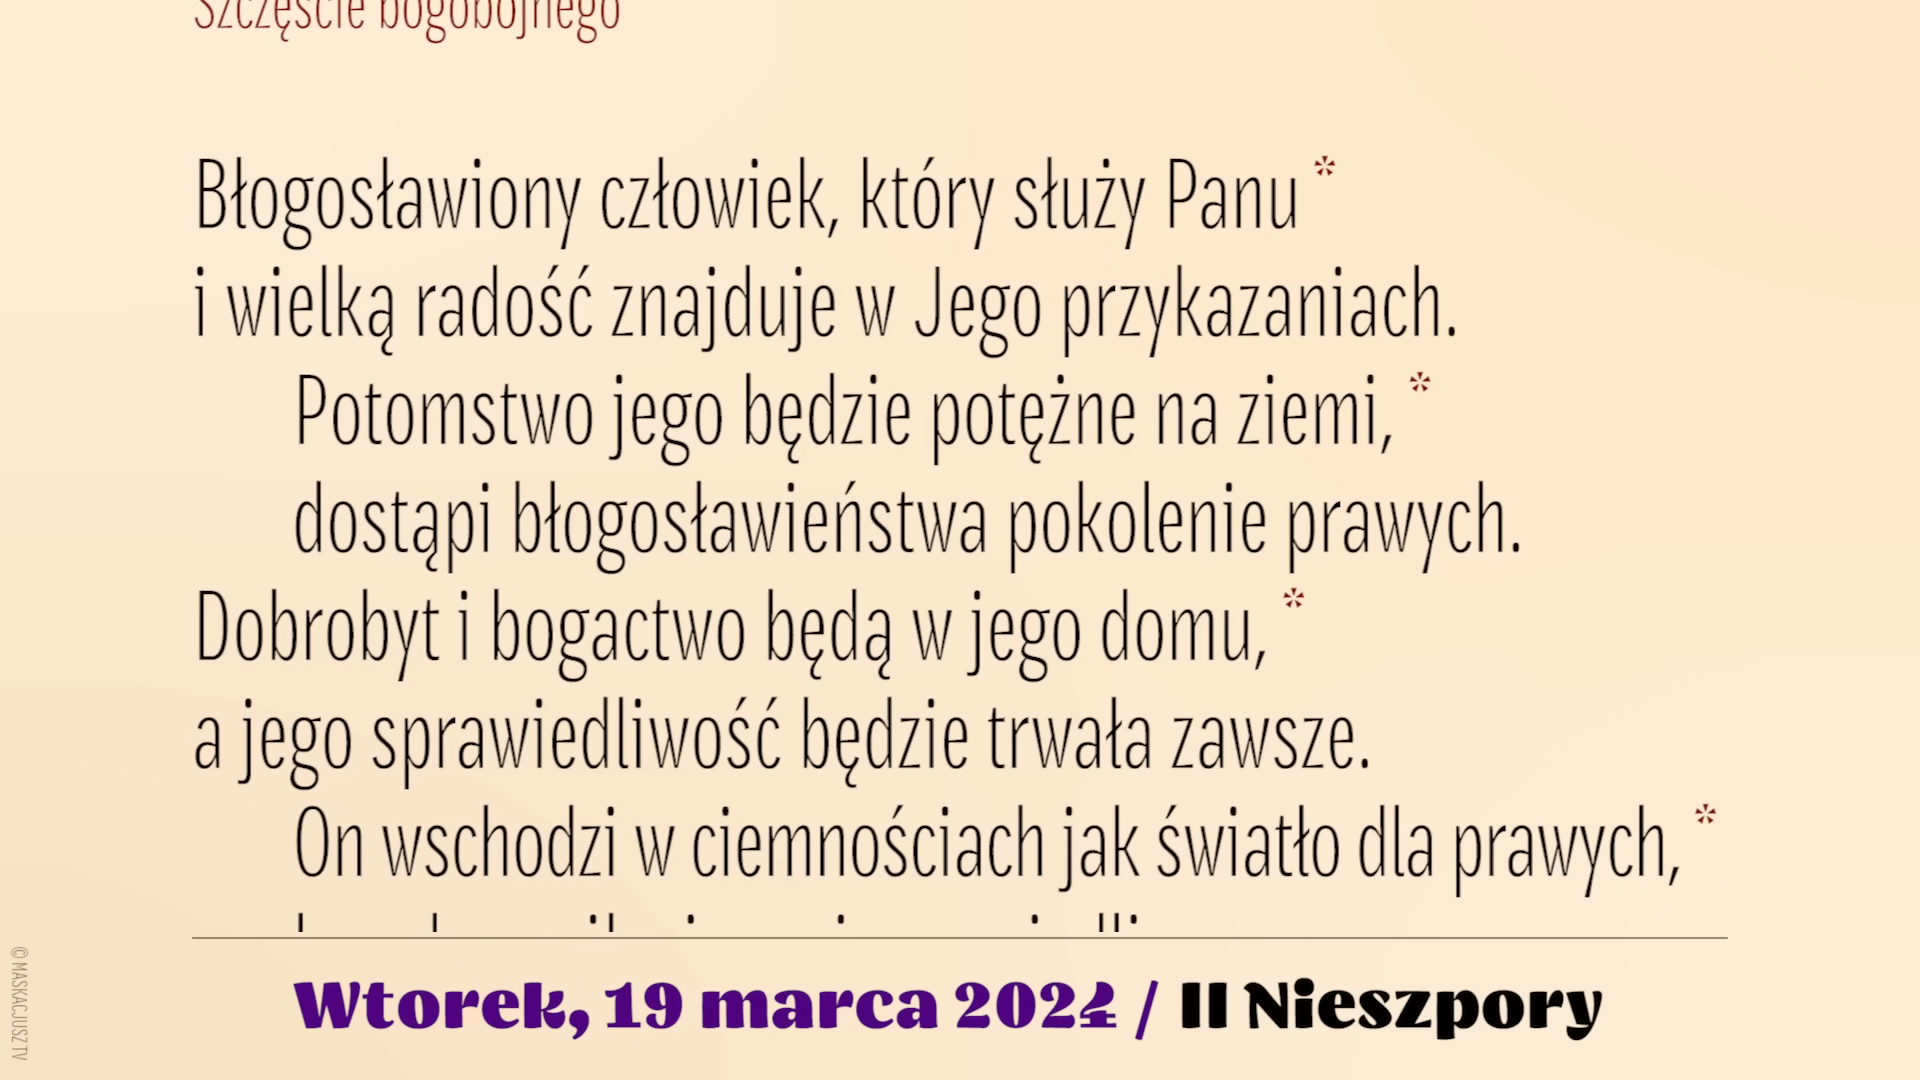 Szczęście bogobojnego
Błogosławiony człowiek, który służy Panu *
i wielką radość znajduje w Jego przykazaniach.
Potomstwo jego będzie potężne na ziemi, *
dostąpi błogosławieństwa pokolenie prawych.
Dobrobyt i bogactwo będą w jego domu, *
a jego sprawiedliwość będzie trwała zawsze.
On wschodzi w ciemnościach jak światło dla prawych, *
Wtorek, 19 marca 2024 / II Nieszpory
© MASKACJUSZ TV